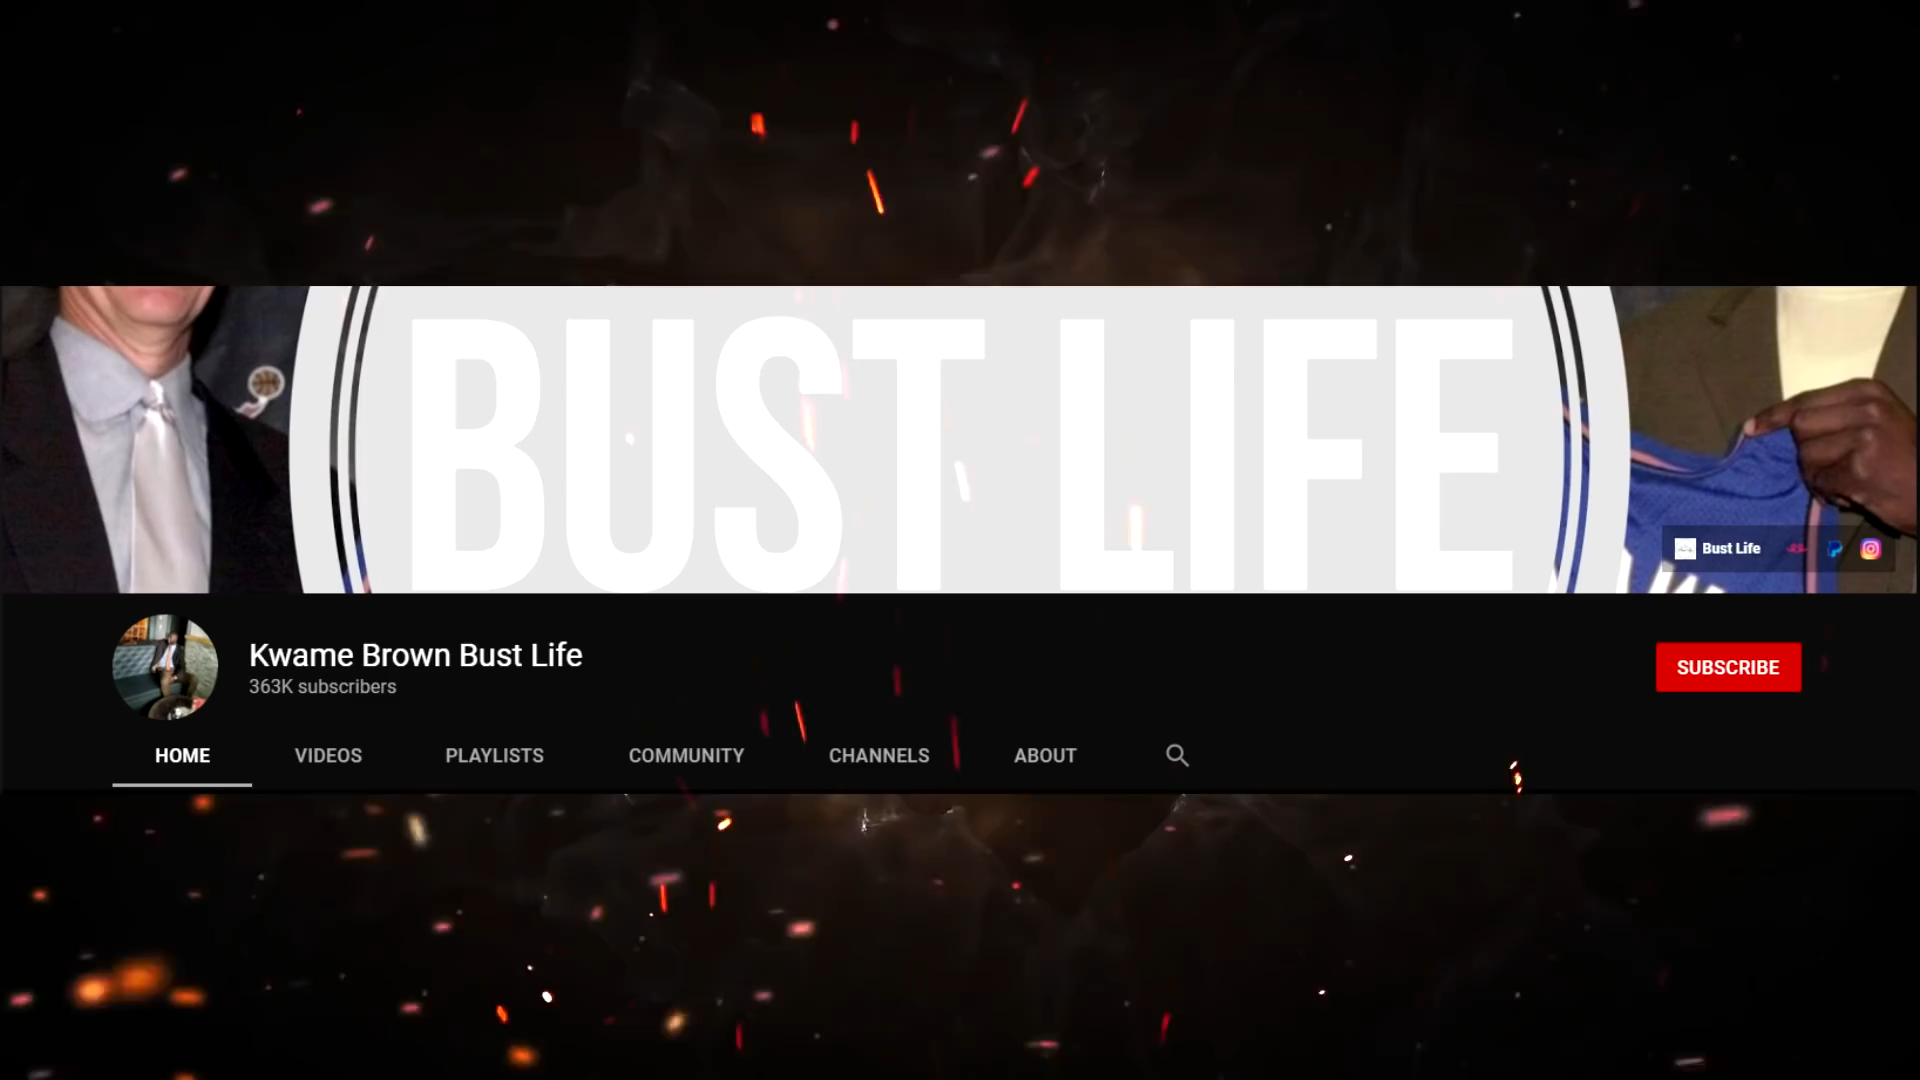 BUST LIFE
Bust Life
Kwame Brown Bust Life
363K subscribers
SUBSCRIBE
HOME VIDEOS PLAYLISTS COMMUNITY CHANNELS ABOUT